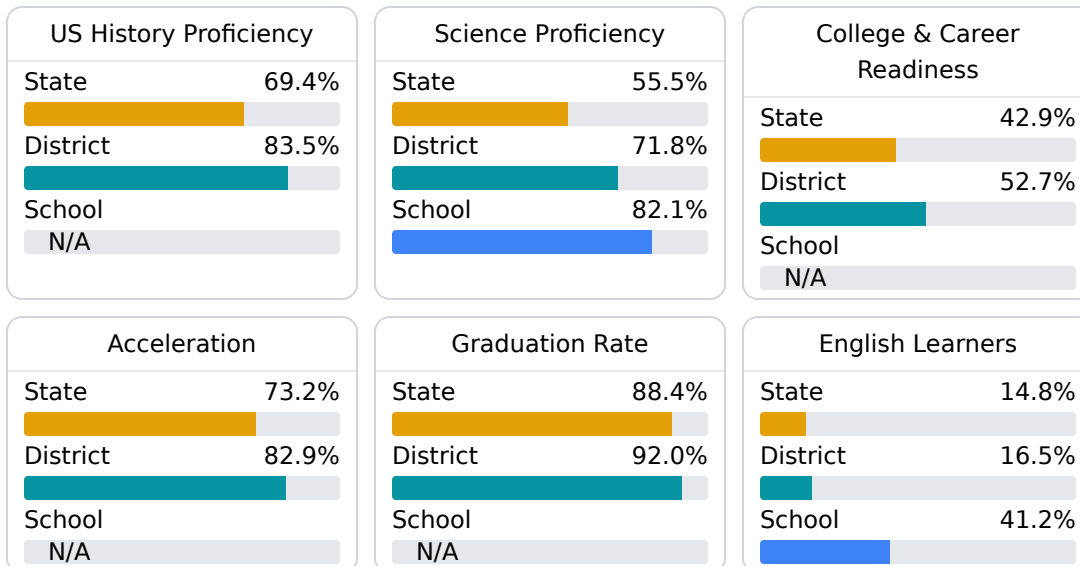 US History Proficiency
State 69.4%
District 83.5%
School
N/A
Science Proficiency
State 55.5%
District 71.8%
School 82.1%
College & Career
Readiness
State 42.9%
District 52.7%
School
N/A
Acceleration
State 73.2%
District 82.9%
School
N/A
Graduation Rate
State 88.4%
District 92.0%
School
N/A
English Learners
State 14.8%
District 16.5%
School 41.2%